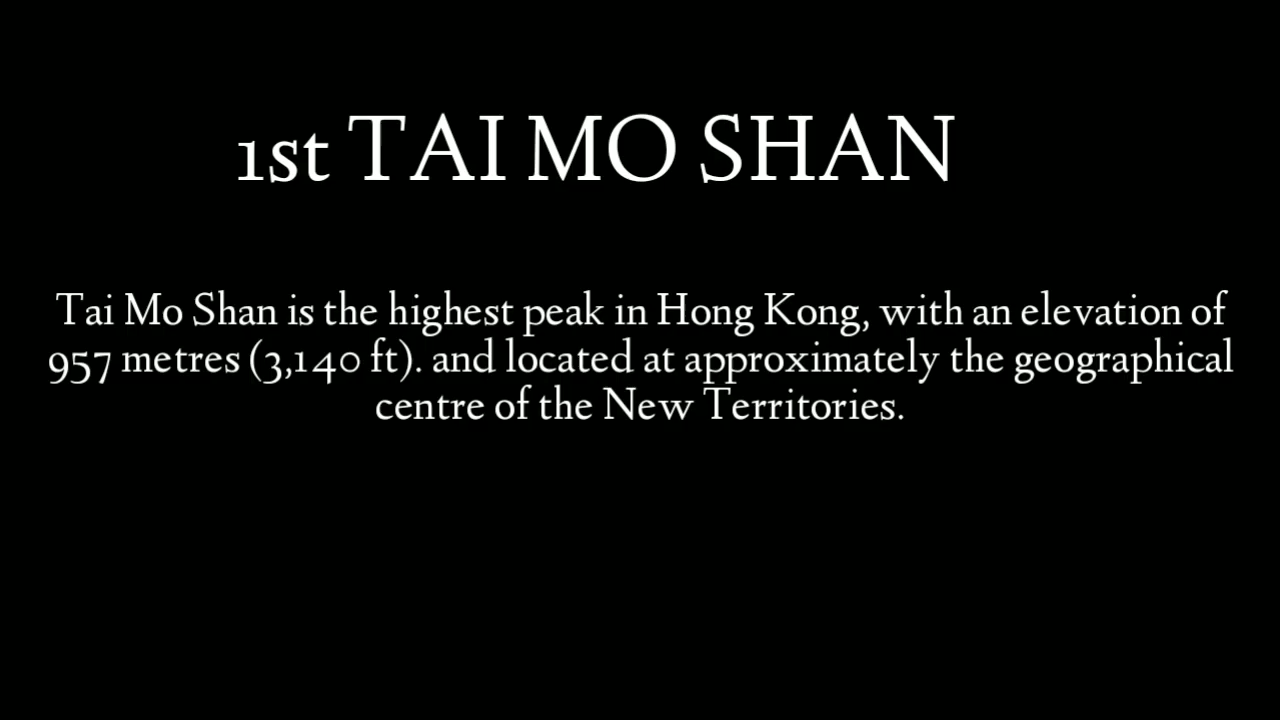 1st TAI MO SHAN
Tai Mo Shan is the highest peak in Hong Kong, with an elevation of
957 metres (3,140 ft). and located at approximately the geographical
centre of the New Territories.